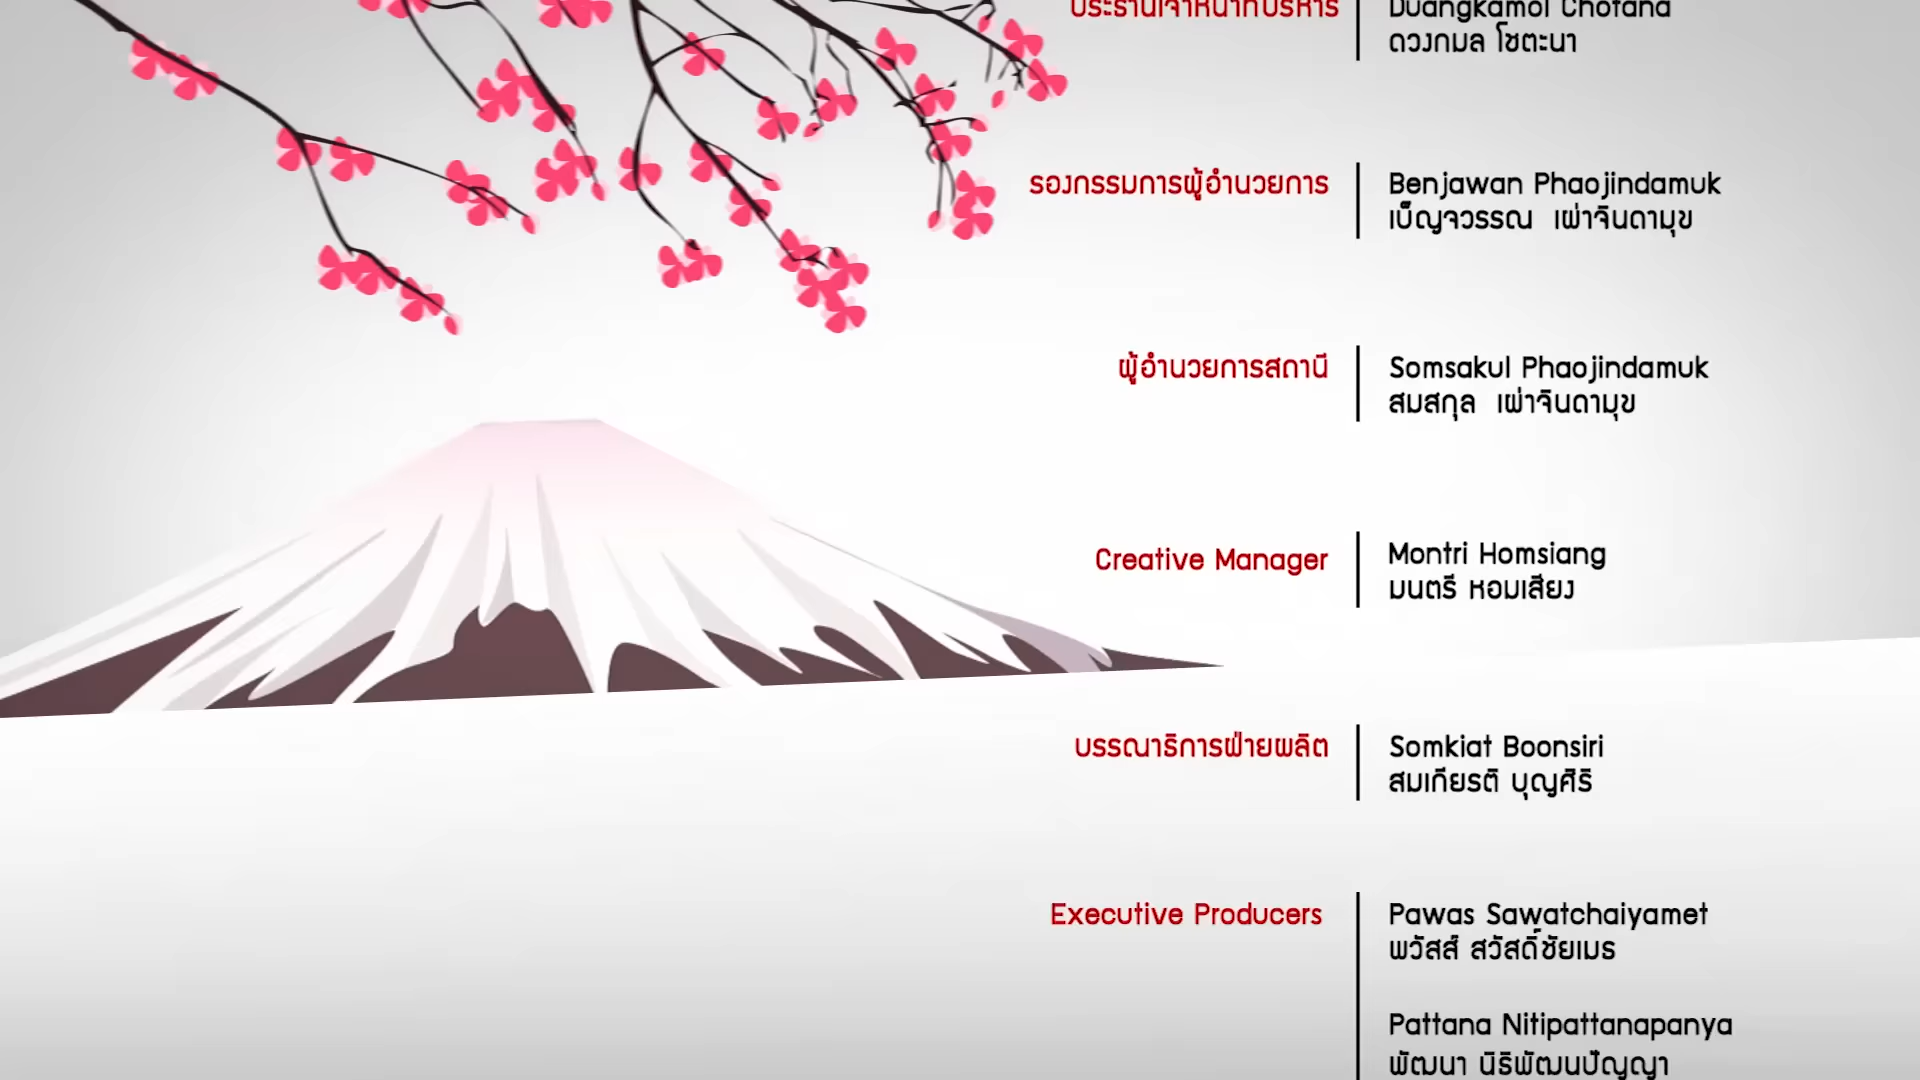 ประธานเจ้าหน้าที่บริหาร
Duangkamol Chotana
ดวงกมล โชตะนา
รองกรรมการผู้อำนวยการ
Benjawan Phaojindamuk
เบ็ญจวรรณ เผ่าจินดามุข
ผู้อำนวยการสถานี
Somsakul Phaojindamuk
สมสกุล เผ่าจินดามุข
Creative Manager
Montri Homsiang
มนตรี หอมเสียง
บรรณาธิการฝ่ายผลิต
Somkiat Boonsiri
สมเกียรติ บุญศิริ
Executive Producers
Pawas Sawatchaiyamet
พวัสส์ สวัสดิ์ชัยเมธ
Pattana Nitipattanapanya
พัฒนา นิธิพัฒนปัญญา